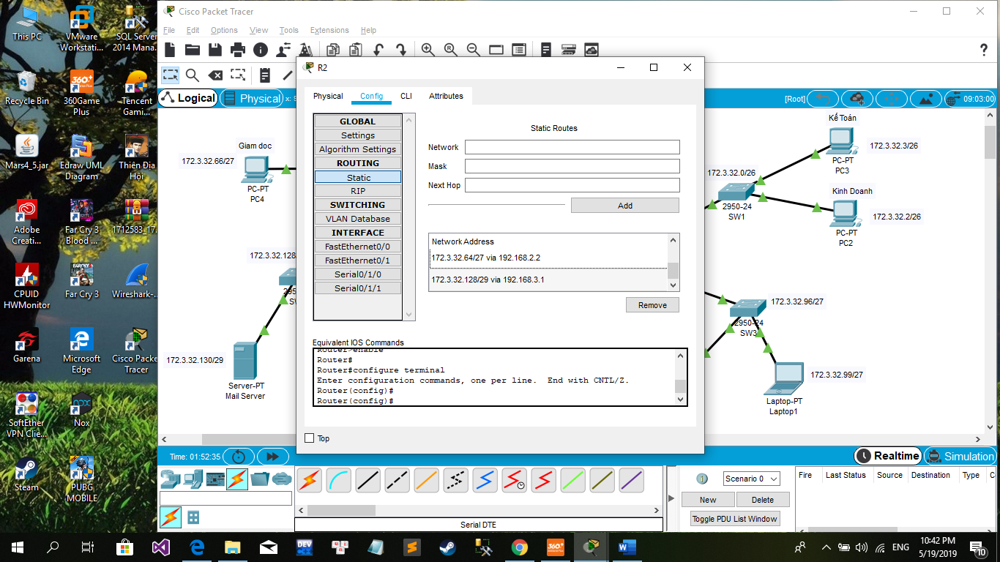 This PC
VMware Workstati...
SQL Server 2014 Mana...
Recycle Bin
360Game Plus
Tencent Gami...
Mars4_5.jar
Edraw UML Diagram
Thiên Địa Hội
Adobe Creati...
Far Cry 3 Blood ...
1712583_17...
CPUID HWMonitor
Far Cry 3
Wireshark-...
Garena
Microsoft Edge
Cisco Packet Tracer
SoftEther VPN Clie...
Nox
Steam
PUBG MOBILE
Cisco Packet Tracer
File Edit Options View Tools Extensions Help
Logical
Physical
x: 9
[Root]
09:03:00
R2
Physical Config CLI Attributes
GLOBAL
Settings
Algorithm Settings
ROUTING
Static
RIP
SWITCHING
VLAN Database
INTERFACE
FastEthernet0/0
FastEthernet0/1
Serial0/1/0
Serial0/1/1
Static Routes
Network
Mask
Next Hop
Add
Network Address
172.3.32.64/27 via 192.168.2.2
172.3.32.128/29 via 192.168.3.1
Remove
Equivalent IOS Commands
Router>enable
Router#
Router#configure terminal
Enter configuration commands, one per line. End with CNTL/Z.
Router(config)#
Router(config)#
Top
Giam doc
172.3.32.66/27
PC-PT
PC4
172.3.32.128
295
SW
172.3.32.130/29
Server-PT
Mail Server
Kế Toán
172.3.32.3/26
PC-PT
PC3
172.3.32.0/26
2950-24
SW1
Kinh Doanh
172.3.32.2/26
PC-PT
PC2
172.3.32.96/27
2950-24
SW3
172.3.32.99/27
Laptop-PT
Laptop1
Time: 01:52:35
Realtime
Simulation
Serial DTE
Scenario 0
New
Delete
Toggle PDU List Window
Fire Last Status Source Destination Type C
ENG
10:42 PM
5/19/2019
10